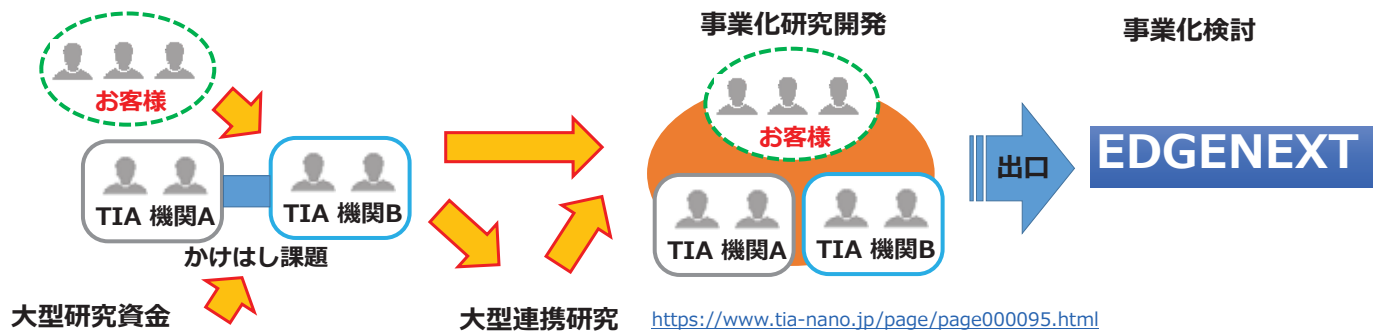 お客様
TIA 機関A
TIA 機関B
かけはし課題
大型研究資金
大型連携研究
事業化研究開発
お客様
TIA 機関A
TIA 機関B
https://www.tia-nano.jp/page/page000095.html
出口
事業化検討
EDGENEXT